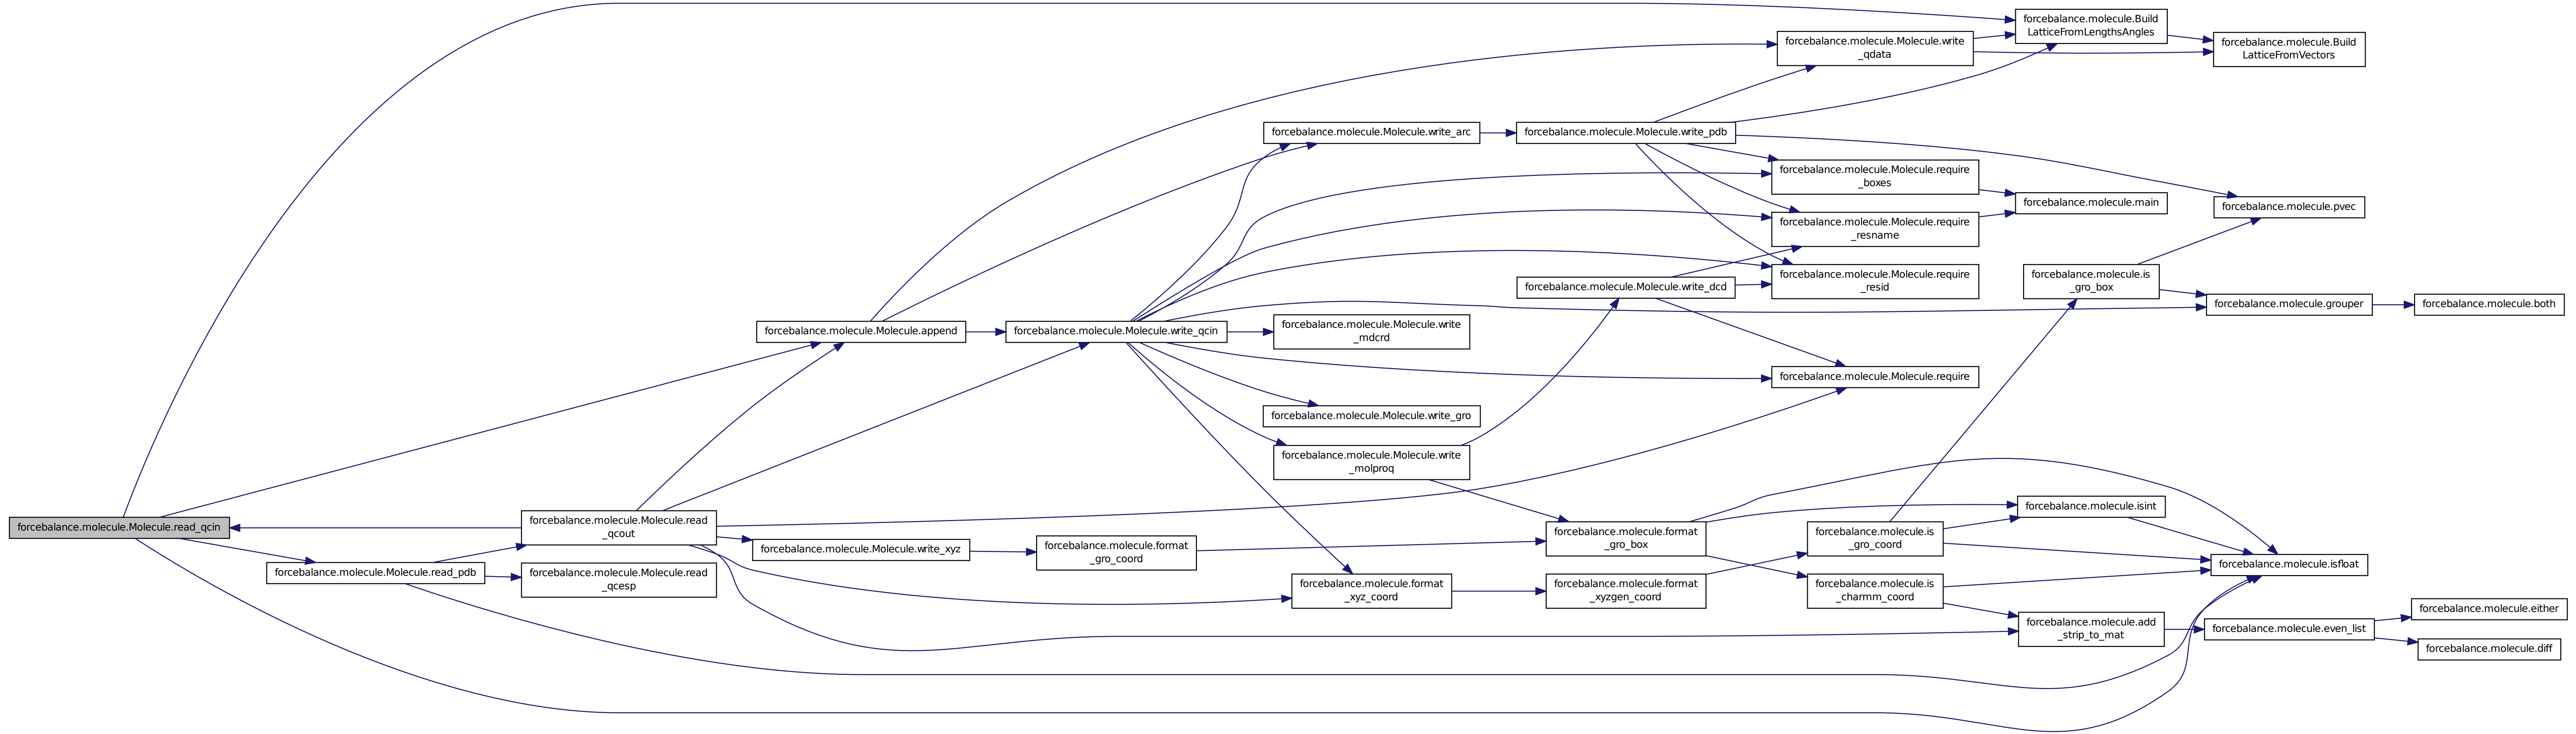 forcebalance.molecule.Molecule.read_qcin
forcebalance.molecule.Molecule.read_pdb
forcebalance.molecule.Molecule.read
_qcout
forcebalance.molecule.Molecule.read
_qcesp
forcebalance.molecule.Molecule.append
forcebalance.molecule.Molecule.write_xyz
forcebalance.molecule.Molecule.write_qcin
forcebalance.molecule.format
_gro_coord
forcebalance.molecule.Molecule.write_arc
forcebalance.molecule.Molecule.write
_mdcrd
forcebalance.molecule.Molecule.write_gro
forcebalance.molecule.Molecule.write
_molproq
forcebalance.molecule.format
_xyz_coord
forcebalance.molecule.Molecule.write_pdb
forcebalance.molecule.Molecule.write_dcd
forcebalance.molecule.format
_gro_box
forcebalance.molecule.format
_xyzgen_coord
forcebalance.molecule.Molecule.write
_qdata
forcebalance.molecule.Molecule.require
_boxes
forcebalance.molecule.Molecule.require
_resname
forcebalance.molecule.Molecule.require
_resid
forcebalance.molecule.Molecule.require
forcebalance.molecule.is
_gro_coord
forcebalance.molecule.is
_charmm_coord
forcebalance.molecule.Build
LatticeFromLengthsAngles
forcebalance.molecule.main
forcebalance.molecule.is
_gro_box
forcebalance.molecule.isint
forcebalance.molecule.add
_strip_to_mat
forcebalance.molecule.Build
LatticeFromVectors
forcebalance.molecule.pvec
forcebalance.molecule.grouper
forcebalance.molecule.isfloat
forcebalance.molecule.even_list
forcebalance.molecule.both
forcebalance.molecule.either
forcebalance.molecule.diff